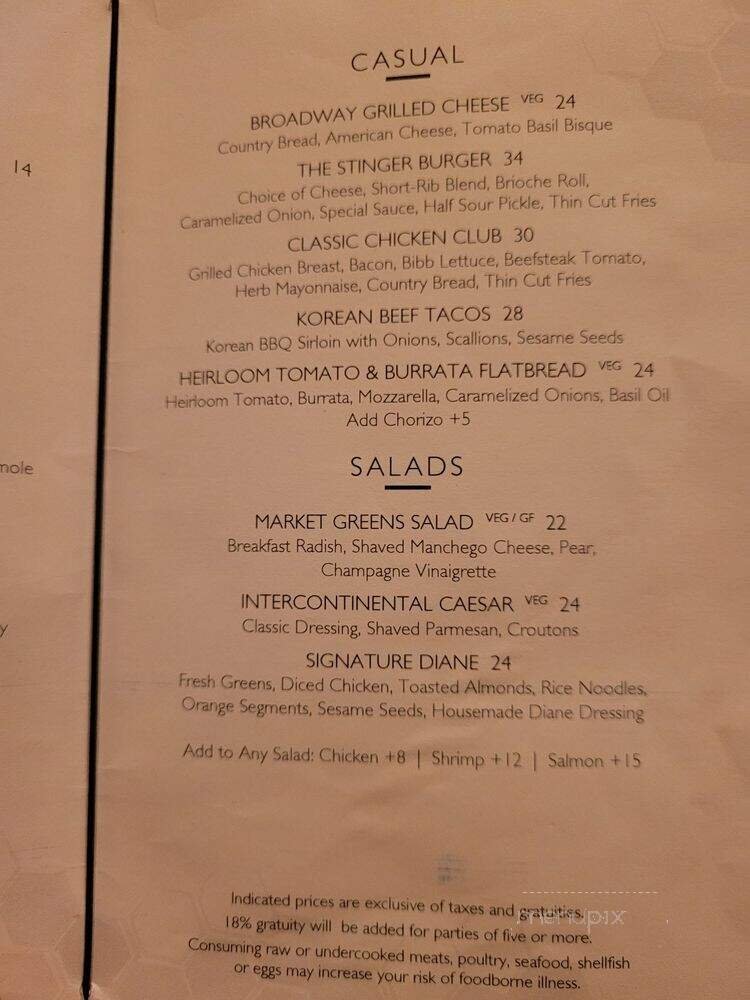 14
mole
y
CASUAL
BROADWAY GRILLED CHEESE VEG 24
Country Bread, American Cheese, Tomato Basil Bisque
THE STINGER BURGER 34
Choice of Cheese, Short-Rib Blend, Brioche Roll,
Caramelized Onion, Special Sauce, Half Sour Pickle, Thin Cut Fries
CLASSIC CHICKEN CLUB 30
Grilled Chicken Breast, Bacon, Bibb Lettuce, Beefsteak Tomato,
Herb Mayonnaise, Country Bread, Thin Cut Fries
KOREAN BEEF TACOS 28
Korean BBQ Sirloin with Onions, Scallions, Sesame Seeds
HEIRLOOM TOMATO & BURRATA FLATBREAD VEG 24
Heirloom Tomato, Burrata, Mozzarella, Caramelized Onions, Basil Oil
Add Chorizo +5
SALADS
MARKET GREENS SALAD VEG / GF 22
Breakfast Radish, Shaved Manchego Cheese, Pear,
Champagne Vinaigrette
INTERCONTINENTAL CAESAR VEG 24
Classic Dressing, Shaved Parmesan, Croutons
SIGNATURE DIANE 24
Fresh Greens, Diced Chicken, Toasted Almonds, Rice Noodles,
Orange Segments, Sesame Seeds, Housemade Diane Dressing
Add to Any Salad: Chicken +8 | Shrimp +12 | Salmon +15
Indicated prices are exclusive of taxes and gratuities.
menupix
18% gratuity will be added for parties of five or more.
Consuming raw or undercooked meats, poultry, seafood, shellfish
or eggs may increase your risk of foodborne illness.